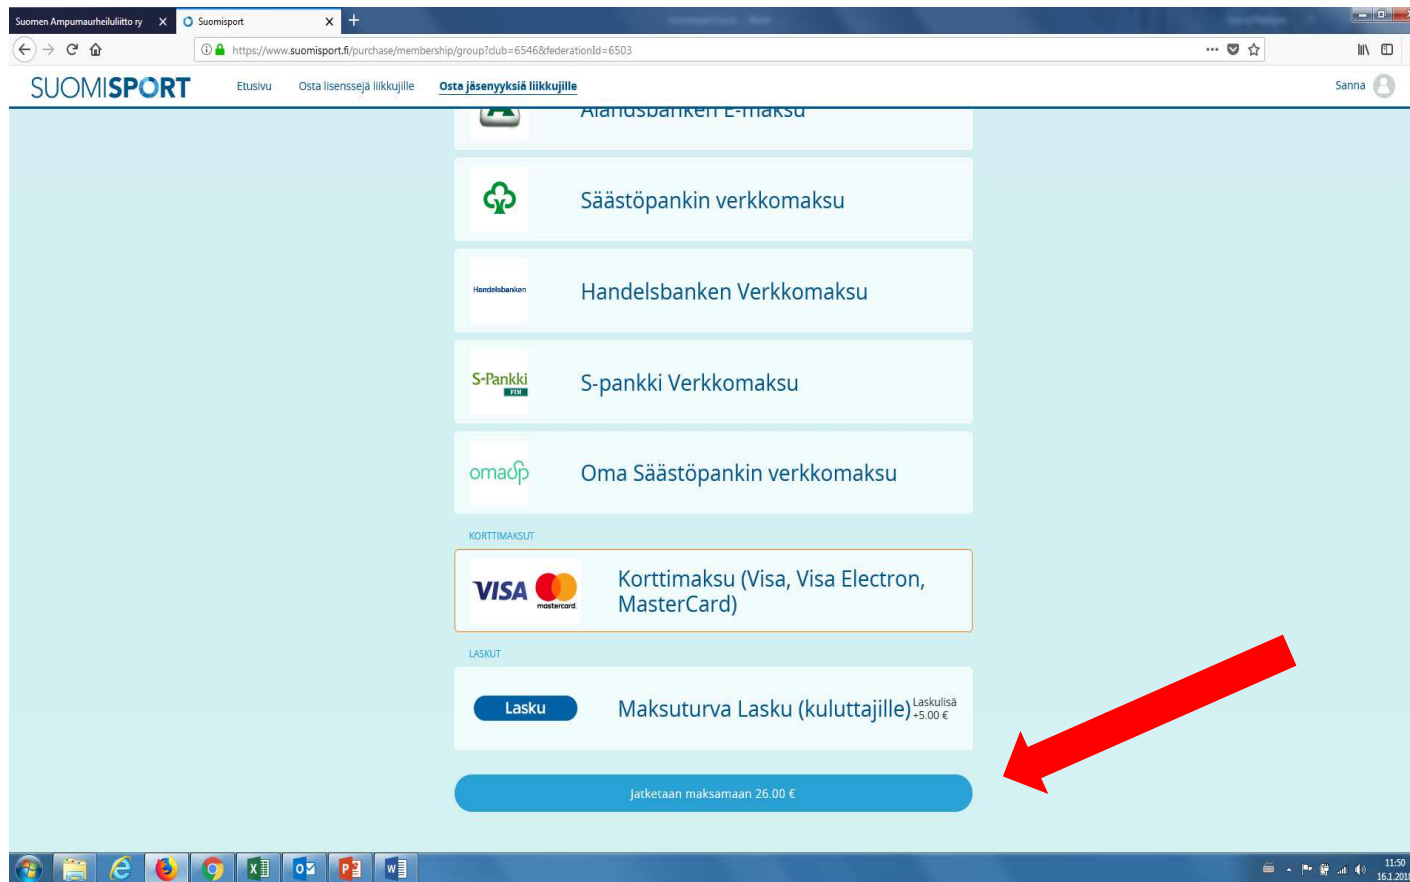 Suomen Ampumaurheiluliitto ry
Suomisport
https://www.suomisport.fi/purchase/membership/group?club=6546&federationId=6503
SUOMISPORT
Etusivu
Osta lisenssejä liikkujille
Osta jäsenyyksiä liikkujille
Sanna
Ålandsbanken E-maksu
Säästöpankin verkkomaksu
Handelsbanken
Handelsbanken Verkkomaksu
S-Pankki
FIM
S-pankki Verkkomaksu
omasp
Oma Säästöpankin verkkomaksu
KORTTIMAKSUT
VISA
mastercard.
Korttimaksu (Visa, Visa Electron,
MasterCard)
LASKUT
Lasku
Maksuturva Lasku (kuluttajille)
Laskulisä
+5.00 €
Jatketaan maksamaan 26.00 €
11:50